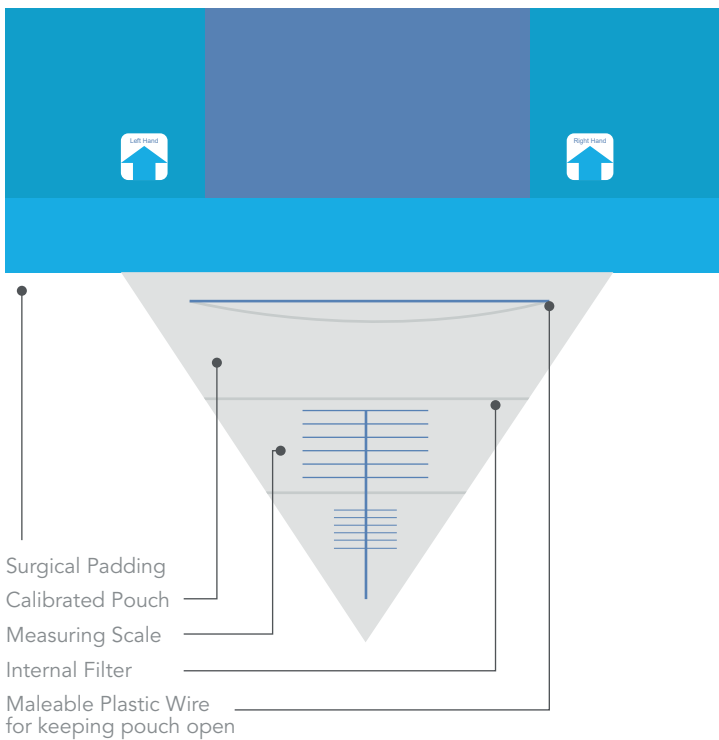 Left Hand
Right Hand
Surgical Padding
Calibrated Pouch
Measuring Scale
Internal Filter
Maleable Plastic Wire
for keeping pouch open